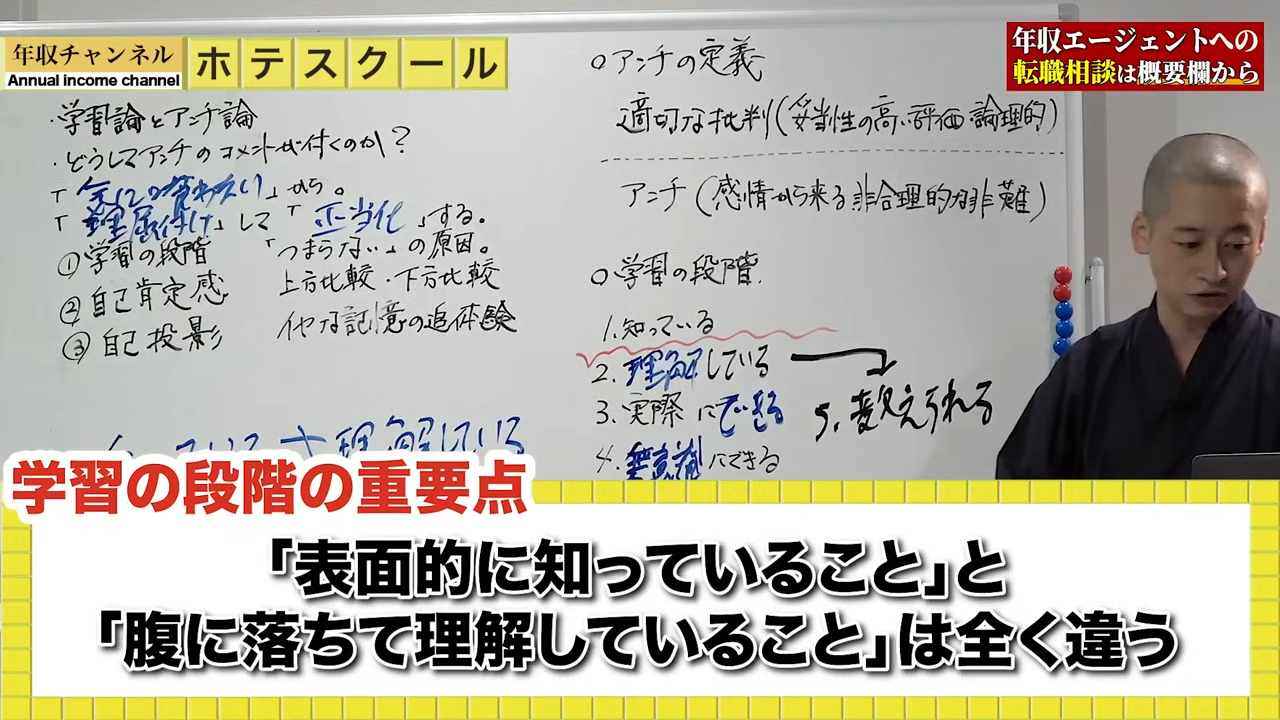 年収チャンネル
Annual income channel
ホテスクール
年収エージェントへの
転職相談は概要欄から
・学習論とアンチ論
・どうしてアンチのコメントが付くのか?
「気にの食わない」から。
「理屈付け」して「正当化」する。
①学習の段階 「つまらない」の原因。
②自己肯定感 上方比較・下方比較
③自己投影 イヤな記憶の追体験
ている≠理解している
○アンチの定義
適切な批判(妥当性の高い評価・論理的)
アンチ(感情から来る非合理的な非難)
○学習の段階.
1.知っている
2.理解している
3.実際にできる
4.無意識にできる
5.教えられる
学習の段階の重要点
「表面的に知っていること」と
「腹に落ちて理解していること」は全く違う